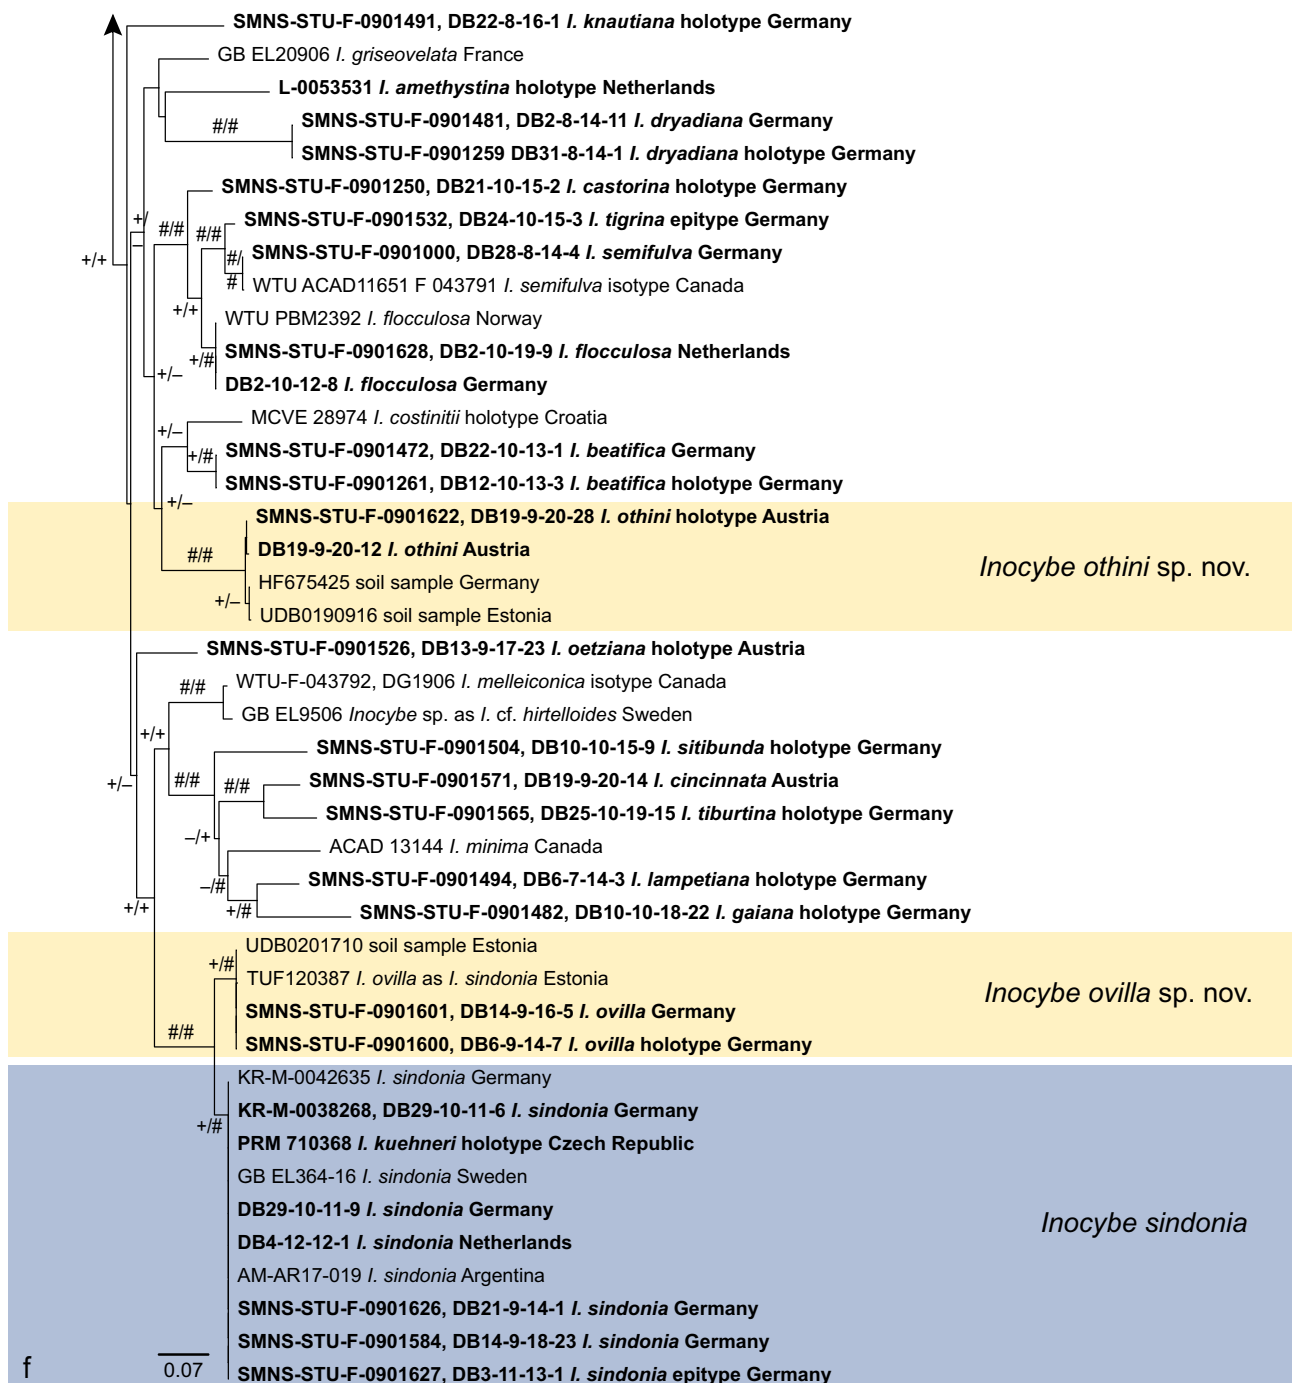 SMNS-STU-F-0901491, DB22-8-16-1 I. knautiana holotype Germany
GB EL20906 I. griseovelata France
L-0053531 I. amethystina holotype Netherlands
#/#
SMNS-STU-F-0901481, DB2-8-14-11 I. dryadiana Germany
SMNS-STU-F-0901259 DB31-8-14-1 I. dryadiana holotype Germany
SMNS-STU-F-0901250, DB21-10-15-2 I. castorina holotype Germany
+/
–
#/#
#/#
SMNS-STU-F-0901532, DB24-10-15-3 I. tigrina epitype Germany
+/+
#/
#
SMNS-STU-F-0901000, DB28-8-14-4 I. semifulva Germany
WTU ACAD11651 F 043791 I. semifulva isotype Canada
+/+
WTU PBM2392 I. flocculosa Norway
+/#
SMNS-STU-F-0901628, DB2-10-19-9 I. flocculosa Netherlands
+/–
DB2-10-12-8 I. flocculosa Germany
MCVE 28974 I. costinitii holotype Croatia
+/–
+/#
SMNS-STU-F-0901472, DB22-10-13-1 I. beatifica Germany
SMNS-STU-F-0901261, DB12-10-13-3 I. beatifica holotype Germany
+/–
SMNS-STU-F-0901622, DB19-9-20-28 I. othini holotype Austria
#/#
DB19-9-20-12 I. othini Austria
Inocybe othini sp. nov.
HF675425 soil sample Germany
+/–
UDB0190916 soil sample Estonia
SMNS-STU-F-0901526, DB13-9-17-23 I. oetziana holotype Austria
#/#
WTU-F-043792, DG1906 I. melleiconica isotype Canada
GB EL9506 Inocybe sp. as I. cf. hirtelloides Sweden
+/+
SMNS-STU-F-0901504, DB10-10-15-9 I. sitibunda holotype Germany
+/–
#/#
#/#
SMNS-STU-F-0901571, DB19-9-20-14 I. cincinnata Austria
SMNS-STU-F-0901565, DB25-10-19-15 I. tiburtina holotype Germany
–/+
ACAD 13144 I. minima Canada
–/#
SMNS-STU-F-0901494, DB6-7-14-3 I. lampetiana holotype Germany
+/+
+/#
SMNS-STU-F-0901482, DB10-10-18-22 I. gaiana holotype Germany
UDB0201710 soil sample Estonia
+/#
TUF120387 I. ovilla as I. sindonia Estonia
Inocybe ovilla sp. nov.
SMNS-STU-F-0901601, DB14-9-16-5 I. ovilla Germany
#/#
SMNS-STU-F-0901600, DB6-9-14-7 I. ovilla holotype Germany
KR-M-0042635 I. sindonia Germany
+/#
KR-M-0038268, DB29-10-11-6 I. sindonia Germany
PRM 710368 I. kuehneri holotype Czech Republic
GB EL364-16 I. sindonia Sweden
DB29-10-11-9 I. sindonia Germany
Inocybe sindonia
DB4-12-12-1 I. sindonia Netherlands
AM-AR17-019 I. sindonia Argentina
SMNS-STU-F-0901626, DB21-9-14-1 I. sindonia Germany
SMNS-STU-F-0901584, DB14-9-18-23 I. sindonia Germany
SMNS-STU-F-0901627, DB3-11-13-1 I. sindonia epitype Germany
0.07
f